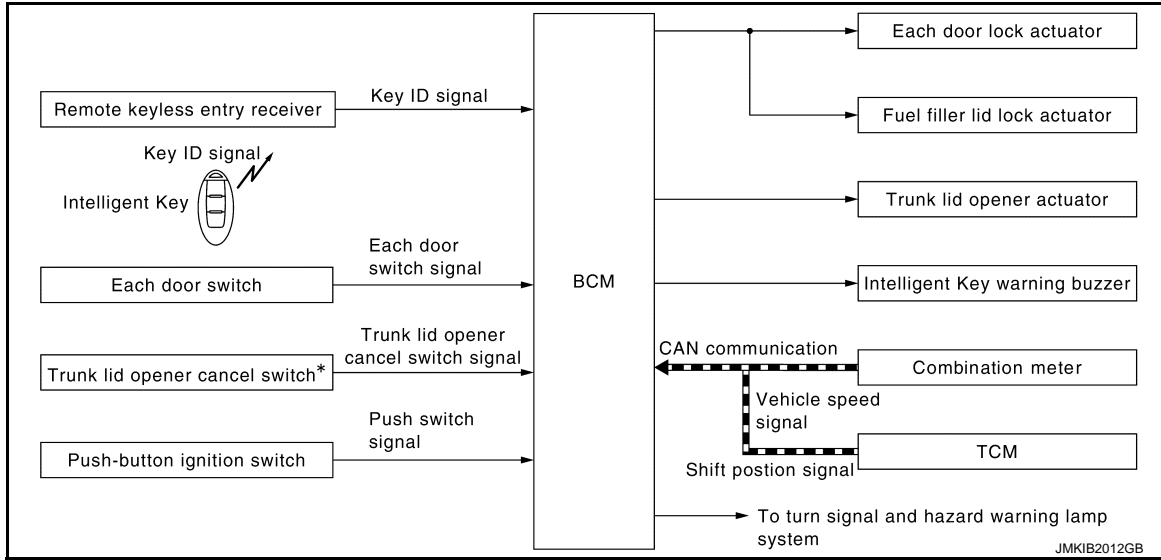 Remote keyless entry receiver
Key ID signal
Key ID signal
Intelligent Key
Each door
switch signal
Each door switch
Trunk lid opener
cancel switch signal
Trunk lid opener cancel switch*
Push switch
signal
Push-button ignition switch
BCM
Each door lock actuator
Fuel filler lid lock actuator
Trunk lid opener actuator
Intelligent Key warning buzzer
CAN communication
Combination meter
Vehicle speed
signal
TCM
Shift postion signal
To turn signal and hazard warning lamp
system
JMKIB2012GB